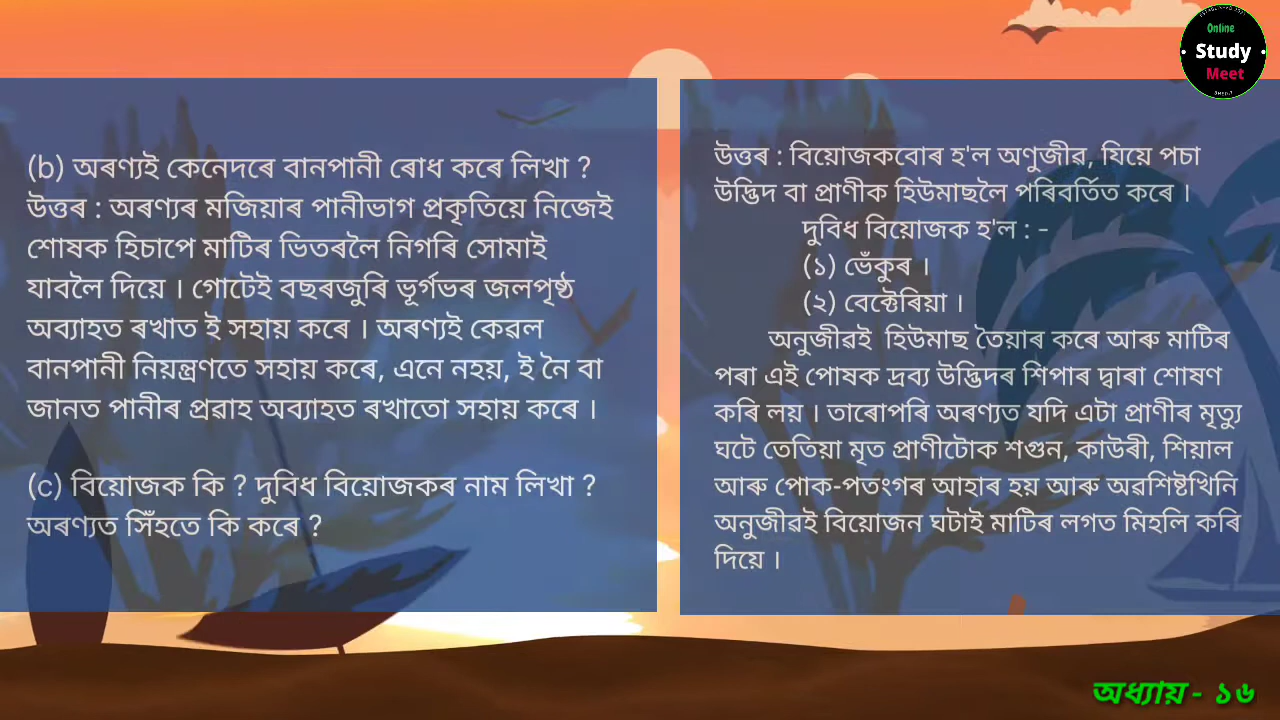 (b) অৰণ্যই কেনেদৰে বানপানী ৰোধ কৰে লিখা ?
উত্তৰ : অৰণ্যৰ মজিয়াৰ পানীভাগ প্ৰকৃতিয়ে নিজেই
শোষক হিচাপে মাটিৰ ভিতৰলৈ নিগৰি সোমাই
যাবলৈ দিয়ে । গোটেই বছৰজুৰি ভূৰ্গভৰ জলপৃষ্ঠ
অব্যাহত ৰখাত ই সহায় কৰে । অৰণ্যই কেৱল
বানপানী নিয়ন্ত্ৰণতে সহায় কৰে, এনে নহয়, ই নৈ বা
জানত পানীৰ প্ৰৱাহ অব্যাহত ৰখাতো সহায় কৰে ।
(c) বিয়োজক কি ? দুবিধ বিয়োজকৰ নাম লিখা ?
অৰণ্যত সিঁহতে কি কৰে ?
উত্তৰ : বিয়োজকবোৰ হ'ল অণুজীৱ, যিয়ে পচা
উদ্ভিদ বা প্ৰাণীক হিউমাছলৈ পৰিবৰ্তিত কৰে ।
দুবিধ বিয়োজক হ'ল : -
(১) ভেঁকুৰ ।
(২) বেক্টেৰিয়া ।
অনুজীৱই হিউমাছ তৈয়াৰ কৰে আৰু মাটিৰ
পৰা এই পোষক দ্ৰব্য উদ্ভিদৰ শিপাৰ দ্বাৰা শোষণ
কৰি লয় । তাৰোপৰি অৰণ্যত যদি এটা প্ৰাণীৰ মৃত্যু
ঘটে তেতিয়া মৃত প্ৰাণীটোক শগুন, কাউৰী, শিয়াল
আৰু পোক-পতংগৰ আহাৰ হয় আৰু অৱশিষ্টখিনি
অনুজীৱই বিয়োজন ঘটাই মাটিৰ লগত মিহলি কৰি
দিয়ে ।
Online
Study
Meet
অধ্যায় - ১৬